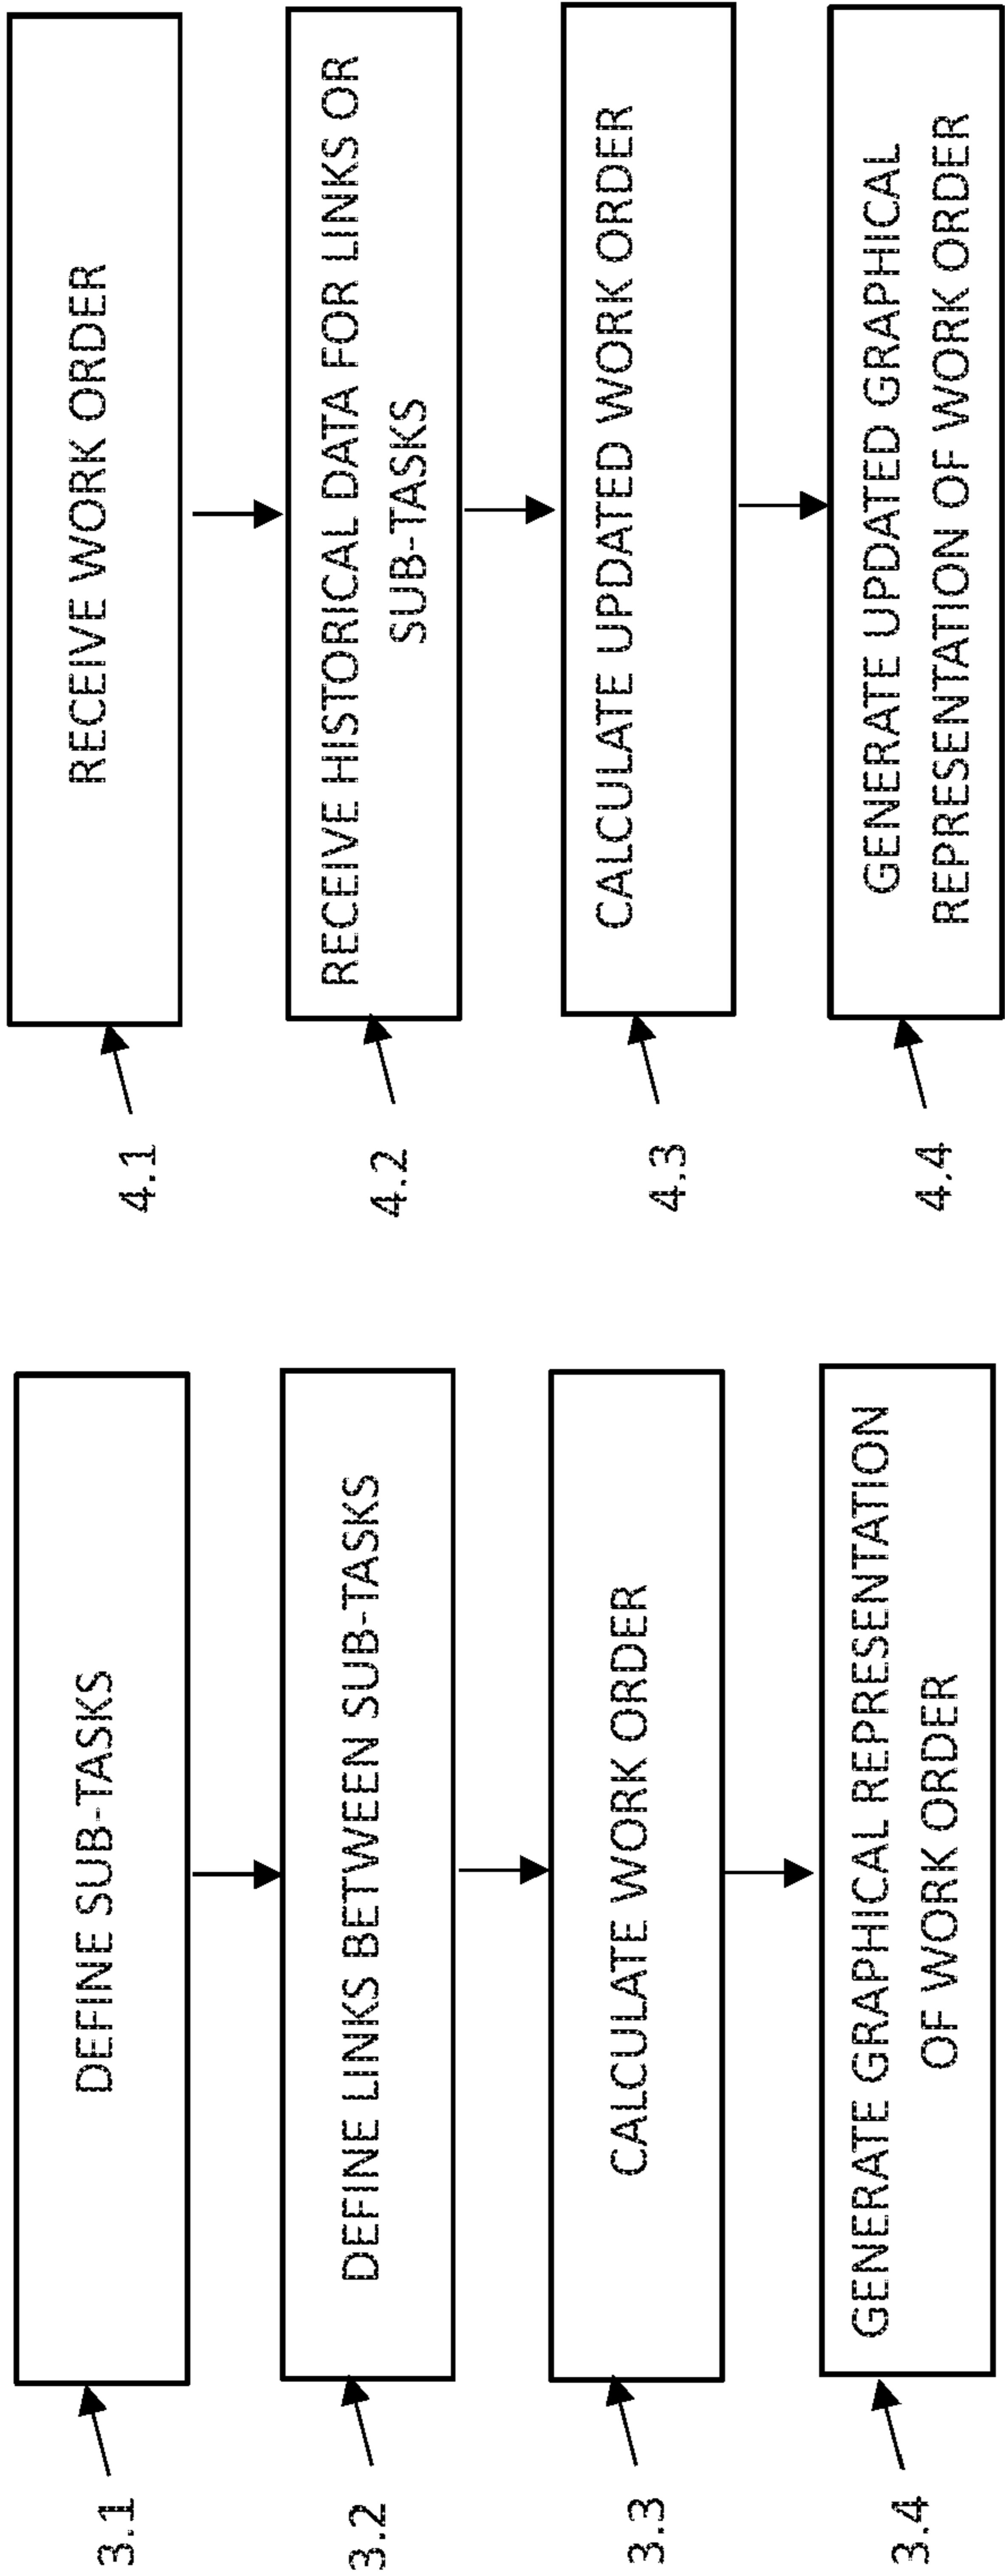 3.1
DEFINE SUB-TASKS
3.2
DEFINE LINKS BETWEEN SUB-TASKS
3.3
CALCULATE WORK ORDER
3.4
GENERATE GRAPHICAL REPRESENTATION
OF WORK ORDER
4.1
RECEIVE WORK ORDER
4.2
RECEIVE HISTORICAL DATA FOR LINKS OR
SUB-TASKS
4.3
CALCULATE UPDATED WORK ORDER
4.4
GENERATE UPDATED GRAPHICAL
REPRESENTATION OF WORK ORDER